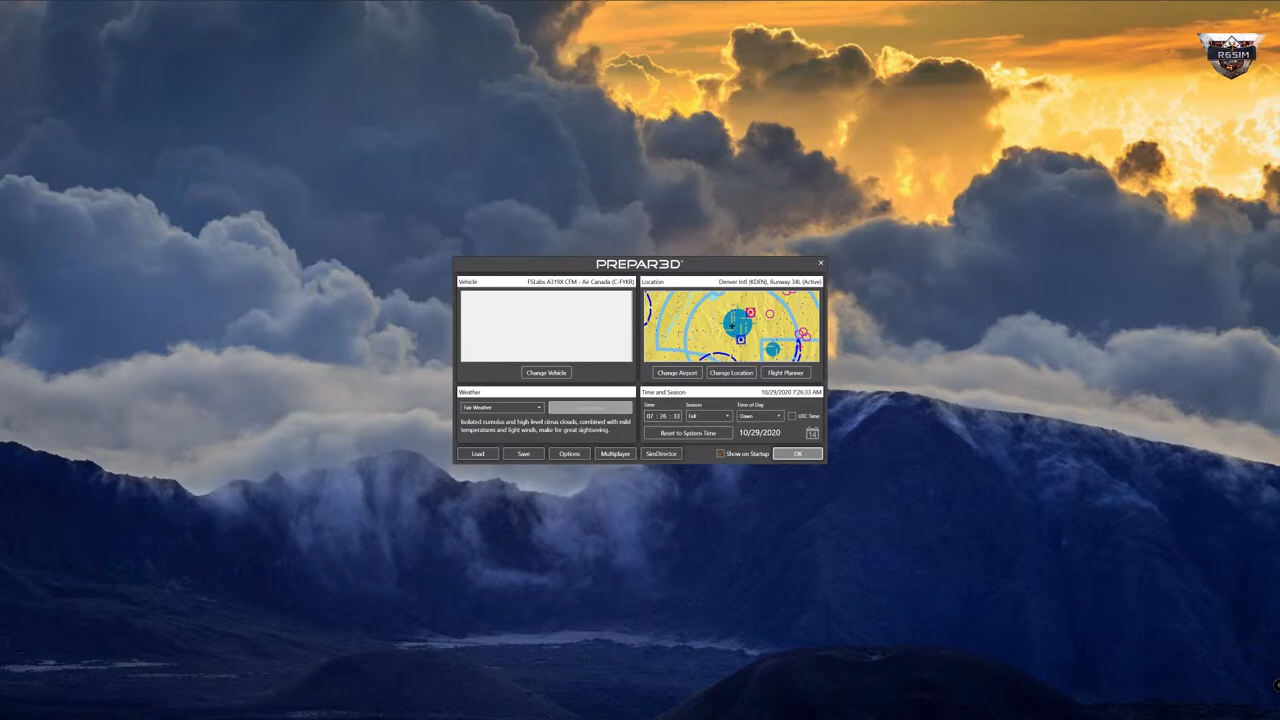 R6SIM
PREPAR3D
Vehicle
FSLabs A319X CFM - Air Canada (C-FYKR)
Change Vehicle
Location
Denver Intl (KDEN), Runway 34L (Active)
Change Airport
Change Location
Flight Planner
Weather
Fair Weather
Isolated cumulus and high-level cirrus clouds, combined with mild
temperatures and light winds, make for great sightseeing.
Time and Season
10/29/2020 7:26:33 AM
Time
Season
Time of Day
07 : 26 : 33
Fall
Dawn
UTC Time
Reset to System Time
10/29/2020
14
Load
Save
Options
Multiplayer
SimDirector
Show on Startup
OK